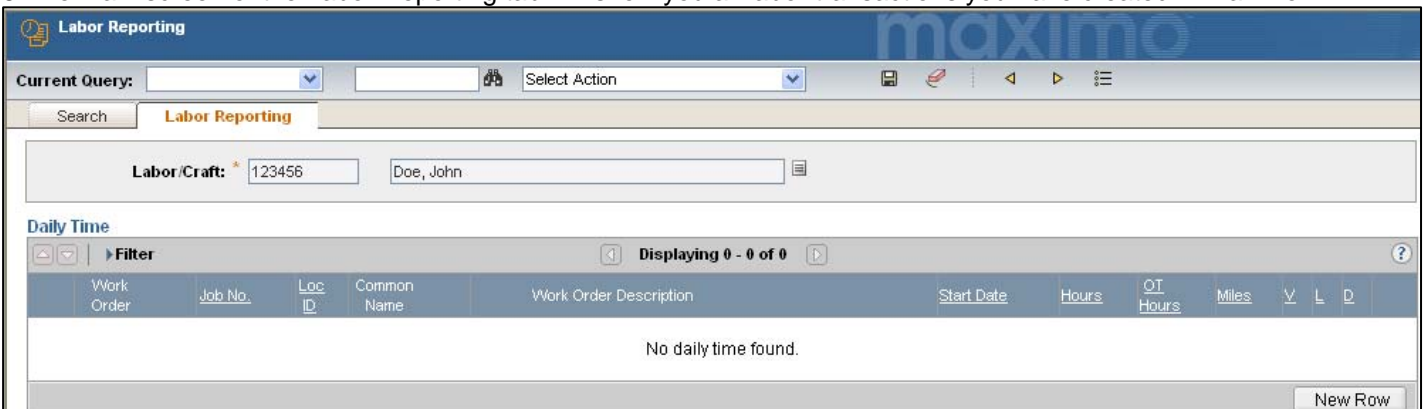 Labor Reporting
maximo
Current Query: Select Action
Search Labor Reporting
Labor/Craft: * 123456 Doe, John
Daily Time
Filter Displaying 0 - 0 of 0 ?
Work Order Job No. Loc ID Common Name Work Order Description Start Date Hours OT Hours Miles V L D
No daily time found.
New Row